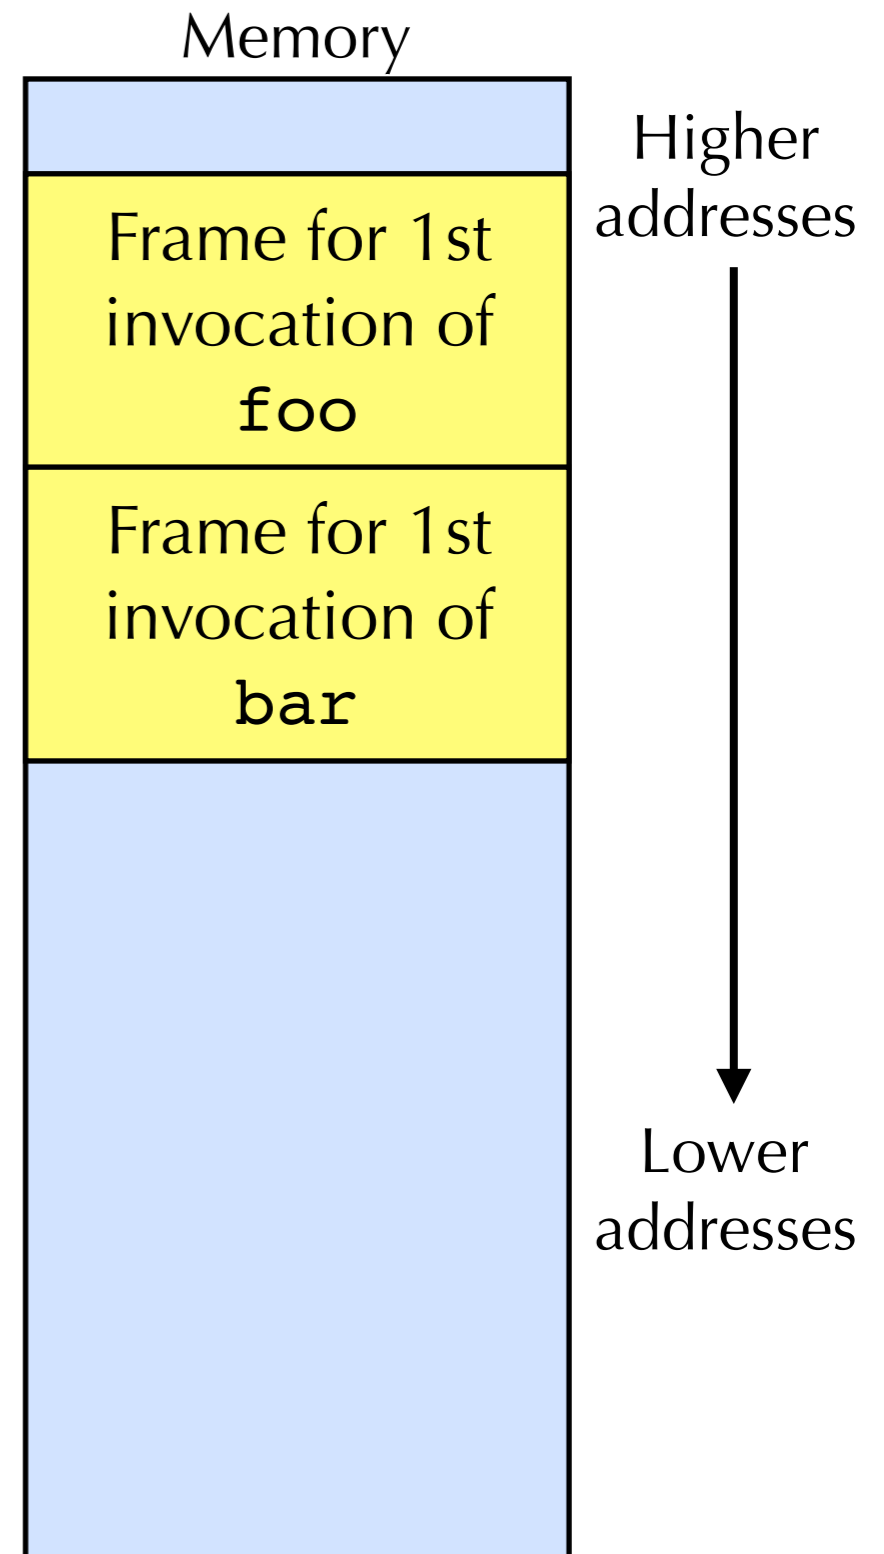 Memory
Higher
addresses
Frame for 1st
invocation of
foo
Frame for 1st
invocation of
bar
Lower
addresses